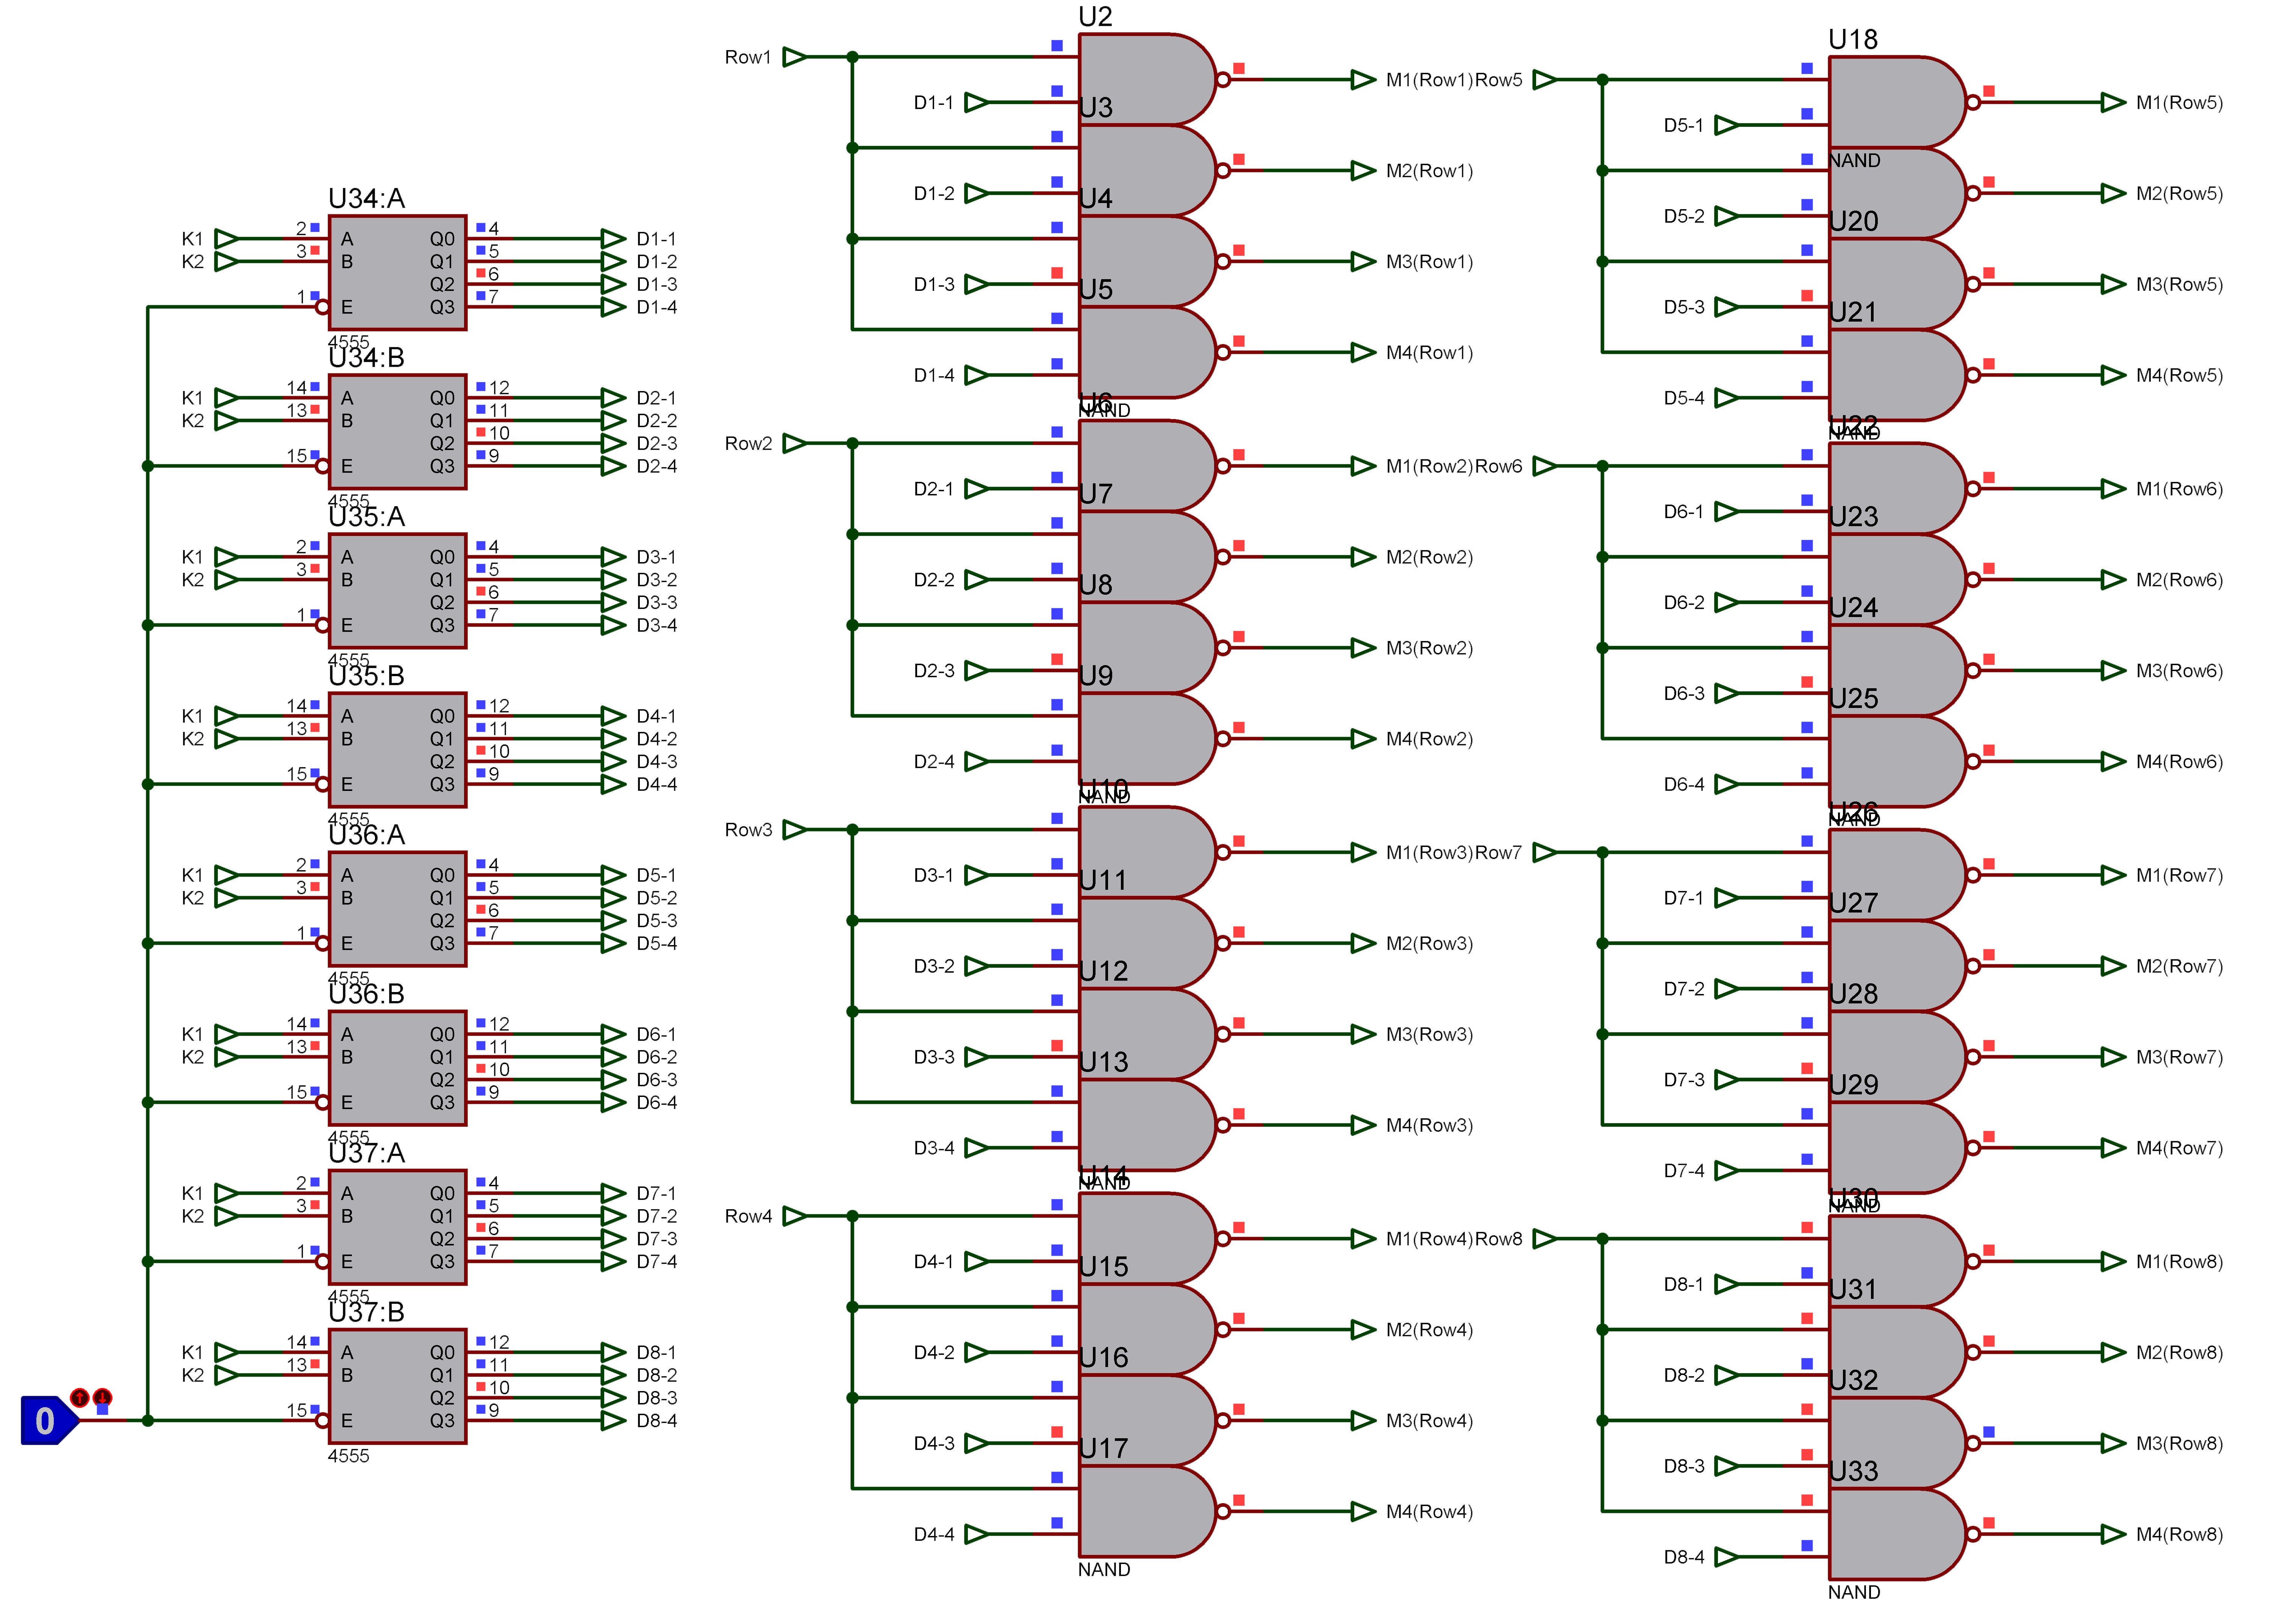 U34:A
K1 2 A Q0 4 D1-1
K2 3 B Q1 5 D1-2
Q2 6 D1-3
1 E Q3 7 D1-4
4555
U34:B
K1 14 A Q0 12 D2-1
K2 13 B Q1 11 D2-2
Q2 10 D2-3
15 E Q3 9 D2-4
4555
U35:A
K1 2 A Q0 4 D3-1
K2 3 B Q1 5 D3-2
Q2 6 D3-3
1 E Q3 7 D3-4
4555
U35:B
K1 14 A Q0 12 D4-1
K2 13 B Q1 11 D4-2
Q2 10 D4-3
15 E Q3 9 D4-4
4555
U36:A
K1 2 A Q0 4 D5-1
K2 3 B Q1 5 D5-2
Q2 6 D5-3
1 E Q3 7 D5-4
4555
U36:B
K1 14 A Q0 12 D6-1
K2 13 B Q1 11 D6-2
Q2 10 D6-3
15 E Q3 9 D6-4
4555
U37:A
K1 2 A Q0 4 D7-1
K2 3 B Q1 5 D7-2
Q2 6 D7-3
1 E Q3 7 D7-4
4555
U37:B
K1 14 A Q0 12 D8-1
K2 13 B Q1 11 D8-2
Q2 10 D8-3
0 15 E Q3 9 D8-4
4555
U2
Row1
M1(Row1)
D1-1
U3
M2(Row1)
D1-2
U4
M3(Row1)
D1-3
U5
M4(Row1)
D1-4
NAND
U6
Row2
M1(Row2)
D2-1
U7
M2(Row2)
D2-2
U8
M3(Row2)
D2-3
U9
M4(Row2)
D2-4
NAND
U10
Row3
M1(Row3)
D3-1
U11
M2(Row3)
D3-2
U12
M3(Row3)
D3-3
U13
M4(Row3)
D3-4
NAND
U14
Row4
M1(Row4)
D4-1
U15
M2(Row4)
D4-2
U16
M3(Row4)
D4-3
U17
M4(Row4)
D4-4
NAND
U18
Row5
M1(Row5)
D5-1
NAND
M2(Row5)
D5-2
U20
M3(Row5)
D5-3
U21
M4(Row5)
D5-4
NAND
U22
Row6
M1(Row6)
D6-1
U23
M2(Row6)
D6-2
U24
M3(Row6)
D6-3
U25
M4(Row6)
D6-4
NAND
U26
Row7
M1(Row7)
D7-1
U27
M2(Row7)
D7-2
U28
M3(Row7)
D7-3
U29
M4(Row7)
D7-4
NAND
U30
Row8
M1(Row8)
D8-1
U31
M2(Row8)
D8-2
U32
M3(Row8)
D8-3
U33
M4(Row8)
D8-4
NAND